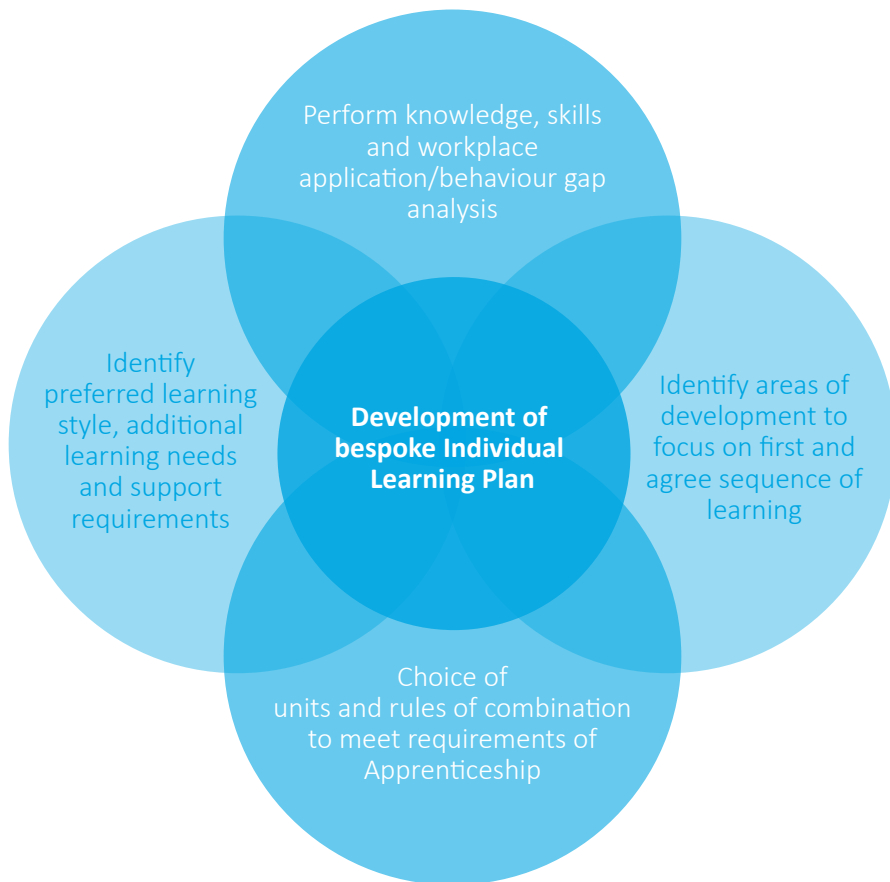 Perform knowledge, skills
and workplace
application/behaviour gap
analysis
Identify
preferred learning
style, additional
learning needs
and support
requirements
Development of
bespoke Individual
Learning Plan
Identify areas of
development to
focus on first and
agree sequence of
learning
Choice of
units and rules of combination
to meet requirements of
Apprenticeship